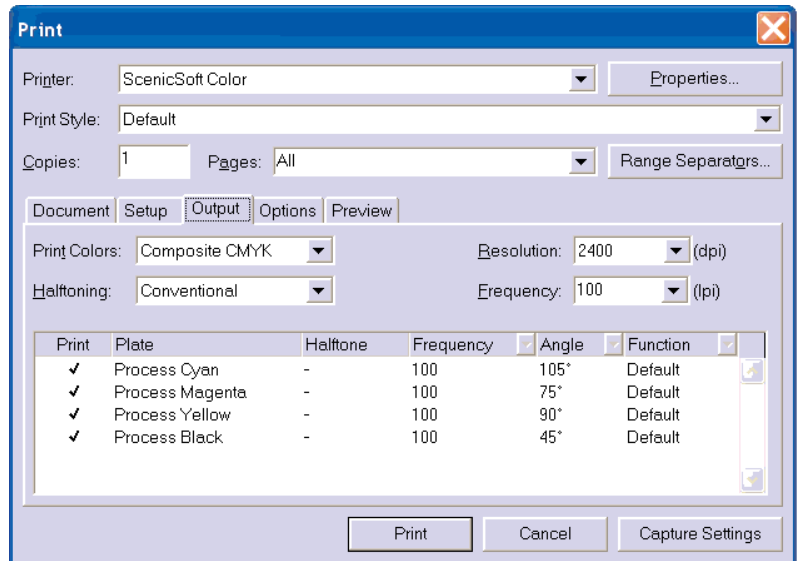 Print
Printer: ScenicSoft Color Properties...
Print Style: Default
Copies: 1 Pages: All Range Separators...
Document Setup Output Options Preview
Print Colors: Composite CMYK Resolution: 2400 (dpi)
Halftoning: Conventional Frequency: 100 (lpi)
Print Plate Halftone Frequency Angle Function
✓ Process Cyan - 100 105° Default
✓ Process Magenta - 100 75° Default
✓ Process Yellow - 100 90° Default
✓ Process Black - 100 45° Default
Print Cancel Capture Settings